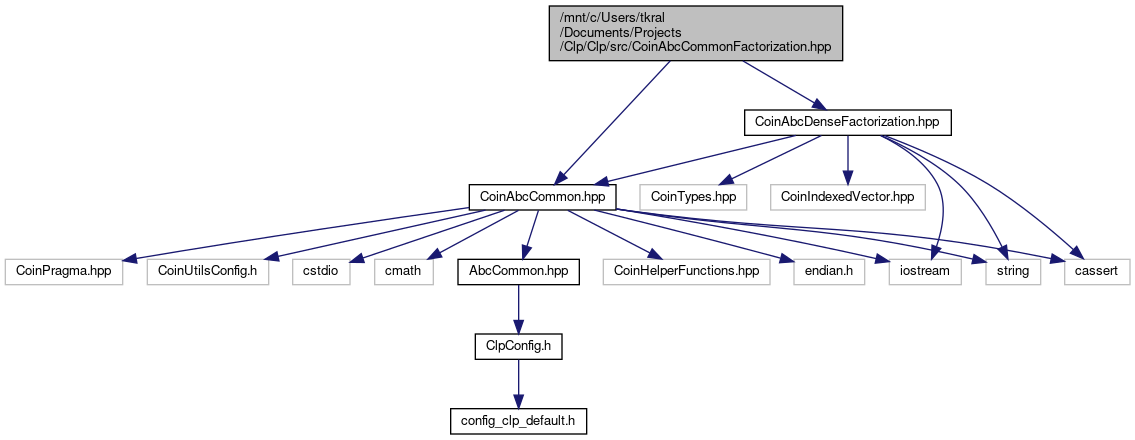 /mnt/c/Users/tkral
/Documents/Projects
/Clp/Clp/src/CoinAbcCommonFactorization.hpp
CoinAbcDenseFactorization.hpp
CoinAbcCommon.hpp
CoinTypes.hpp
CoinIndexedVector.hpp
CoinPragma.hpp
CoinUtilsConfig.h
cstdio
cmath
AbcCommon.hpp
CoinHelperFunctions.hpp
endian.h
iostream
string
cassert
ClpConfig.h
config_clp_default.h